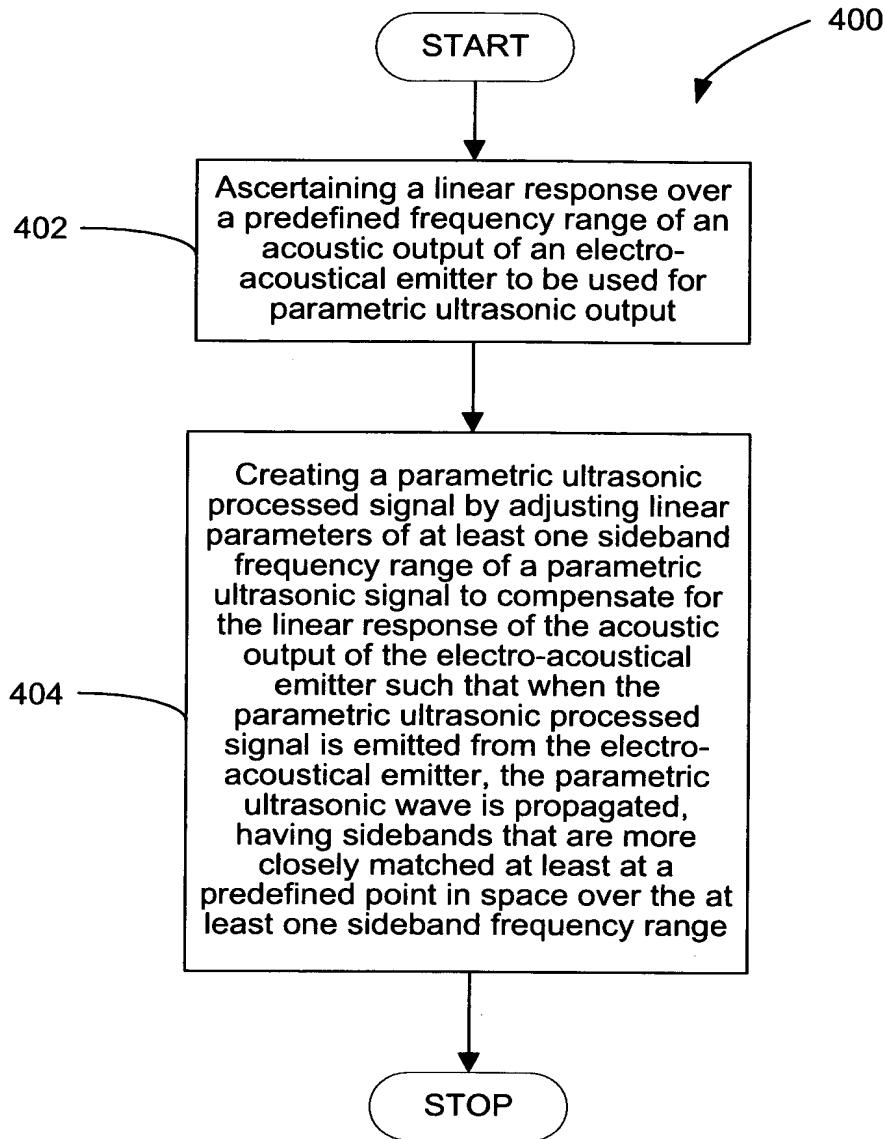 400
START
402
Ascertaining a linear response over
a predefined frequency range of an
acoustic output of an electro-
acoustical emitter to be used for
parametric ultrasonic output
404
Creating a parametric ultrasonic
processed signal by adjusting linear
parameters of at least one sideband
frequency range of a parametric
ultrasonic signal to compensate for
the linear response of the acoustic
output of the electro-acoustical
emitter such that when the
parametric ultrasonic processed
signal is emitted from the electro-
acoustical emitter, the parametric
ultrasonic wave is propagated,
having sidebands that are more
closely matched at least at a
predefined point in space over the at
least one sideband frequency range
STOP